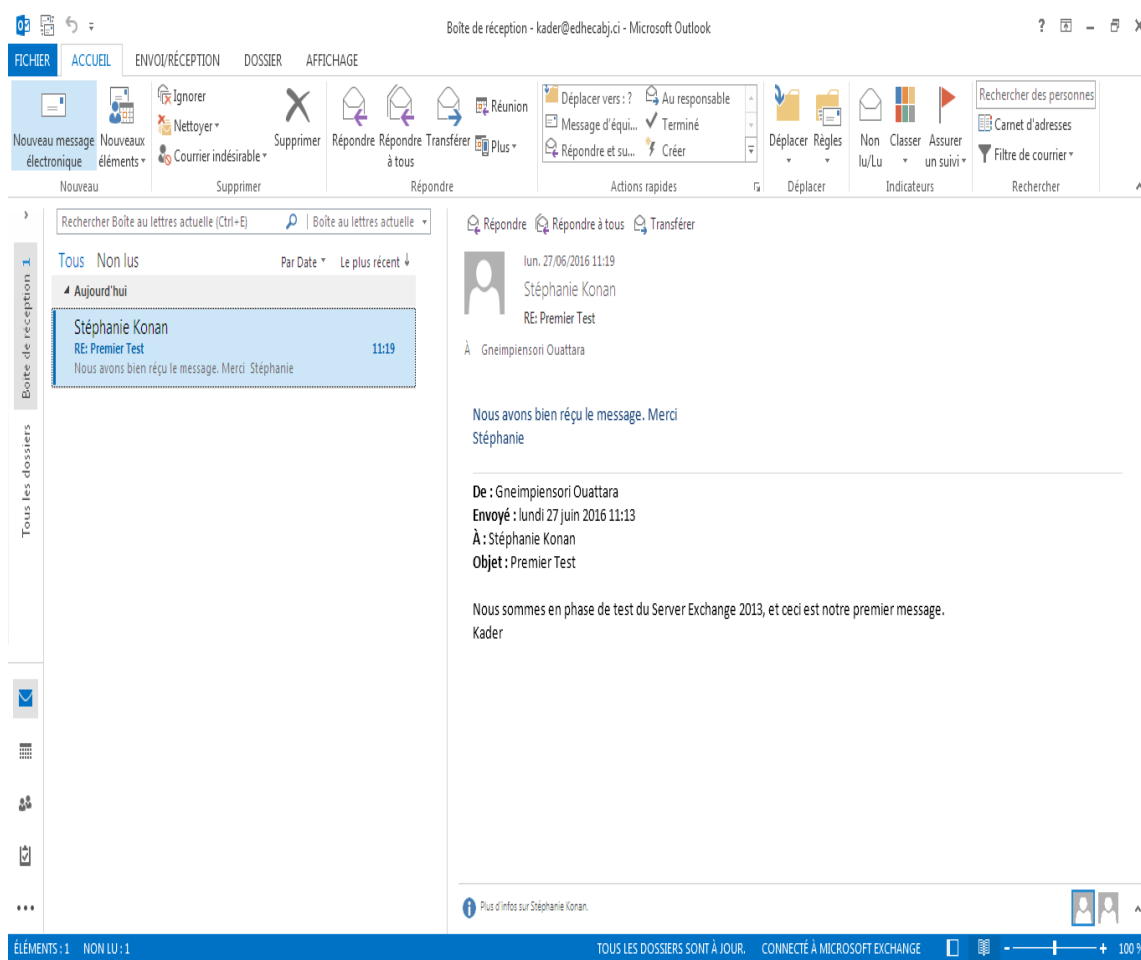 Boîte de réception - kader@edhecabj.ci - Microsoft Outlook
FICHIER ACCUEIL ENVOI/RÉCEPTION DOSSIER AFFICHAGE
Nouveau message électronique
Nouveaux éléments
Nouveau
Ignorer
Nettoyer
Courrier indésirable
Supprimer
Supprimer
Répondre
Répondre à tous
Transférer
Réunion
Plus
Répondre
Déplacer vers : ?
Message d'équi...
Répondre et su...
Au responsable
Terminé
Créer
Actions rapides
Déplacer
Règles
Déplacer
Non lu/Lu
Classer
Assurer un suivi
Indicateurs
Rechercher des personnes
Carnet d'adresses
Filtre de courrier
Rechercher
Boîte de réception 1
Tous les dossiers
Rechercher Boîte au lettres actuelle (Ctrl+E) Boîte au lettres actuelle
Tous Non lus Par Date Le plus récent
Aujourd'hui
Stéphanie Konan
RE: Premier Test 11:19
Nous avons bien réçu le message. Merci Stéphanie
Répondre Répondre à tous Transférer
lun. 27/06/2016 11:19
Stéphanie Konan
RE: Premier Test
À Gneimpiensori Ouattara
Nous avons bien réçu le message. Merci
Stéphanie
De : Gneimpiensori Ouattara
Envoyé : lundi 27 juin 2016 11:13
À : Stéphanie Konan
Objet : Premier Test
Nous sommes en phase de test du Server Exchange 2013, et ceci est notre premier message.
Kader
Plus d'infos sur Stéphanie Konan.
ÉLÉMENTS : 1 NON LU : 1 TOUS LES DOSSIERS SONT À JOUR. CONNECTÉ À MICROSOFT EXCHANGE 100 %